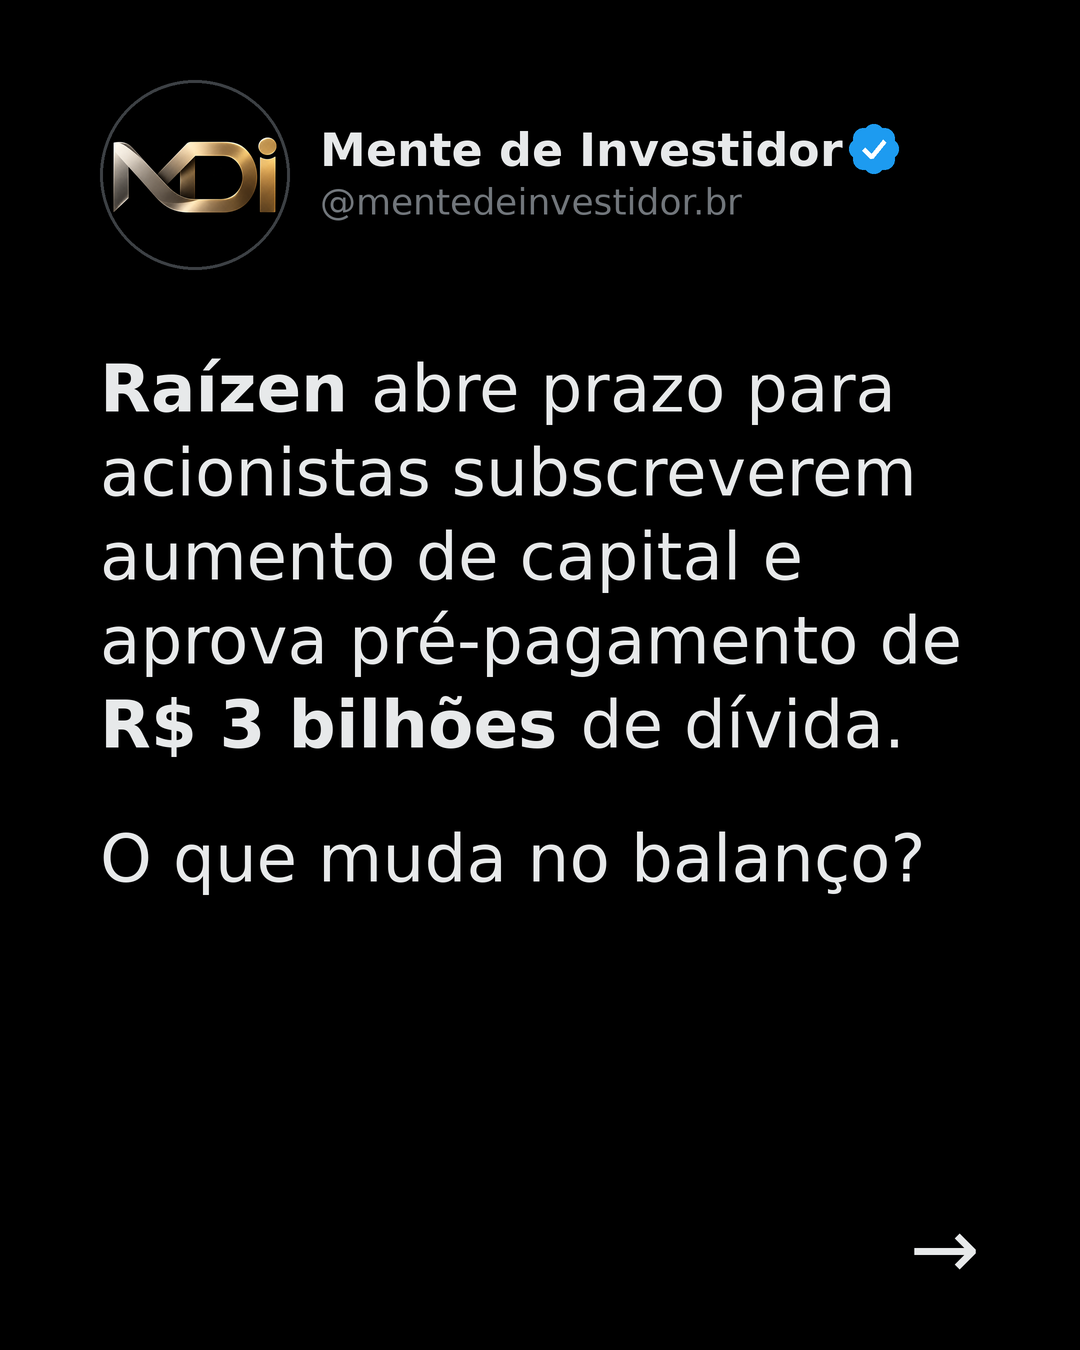 MDi
Mente de Investidor
@mentedeinvestidor.br
Raízen abre prazo para
acionistas subscreverem
aumento de capital e
aprova pré-pagamento de
R$ 3 bilhões de dívida.
O que muda no balanço?
→